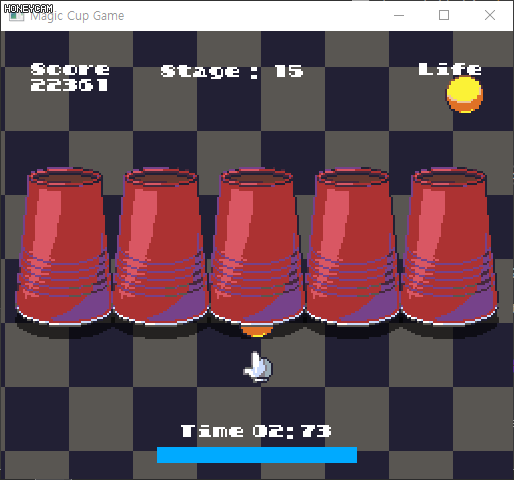 HONEYCAM
Magic Cup Game
Score
22361
Stage : 15
Life
Time 02:73